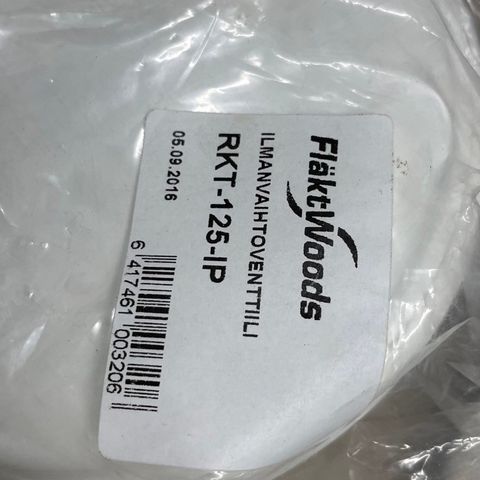 FläktWoods
ILMANVAIHTOVENTTIILI
RKT-125-IP
05.09.2016
6 417461 003206